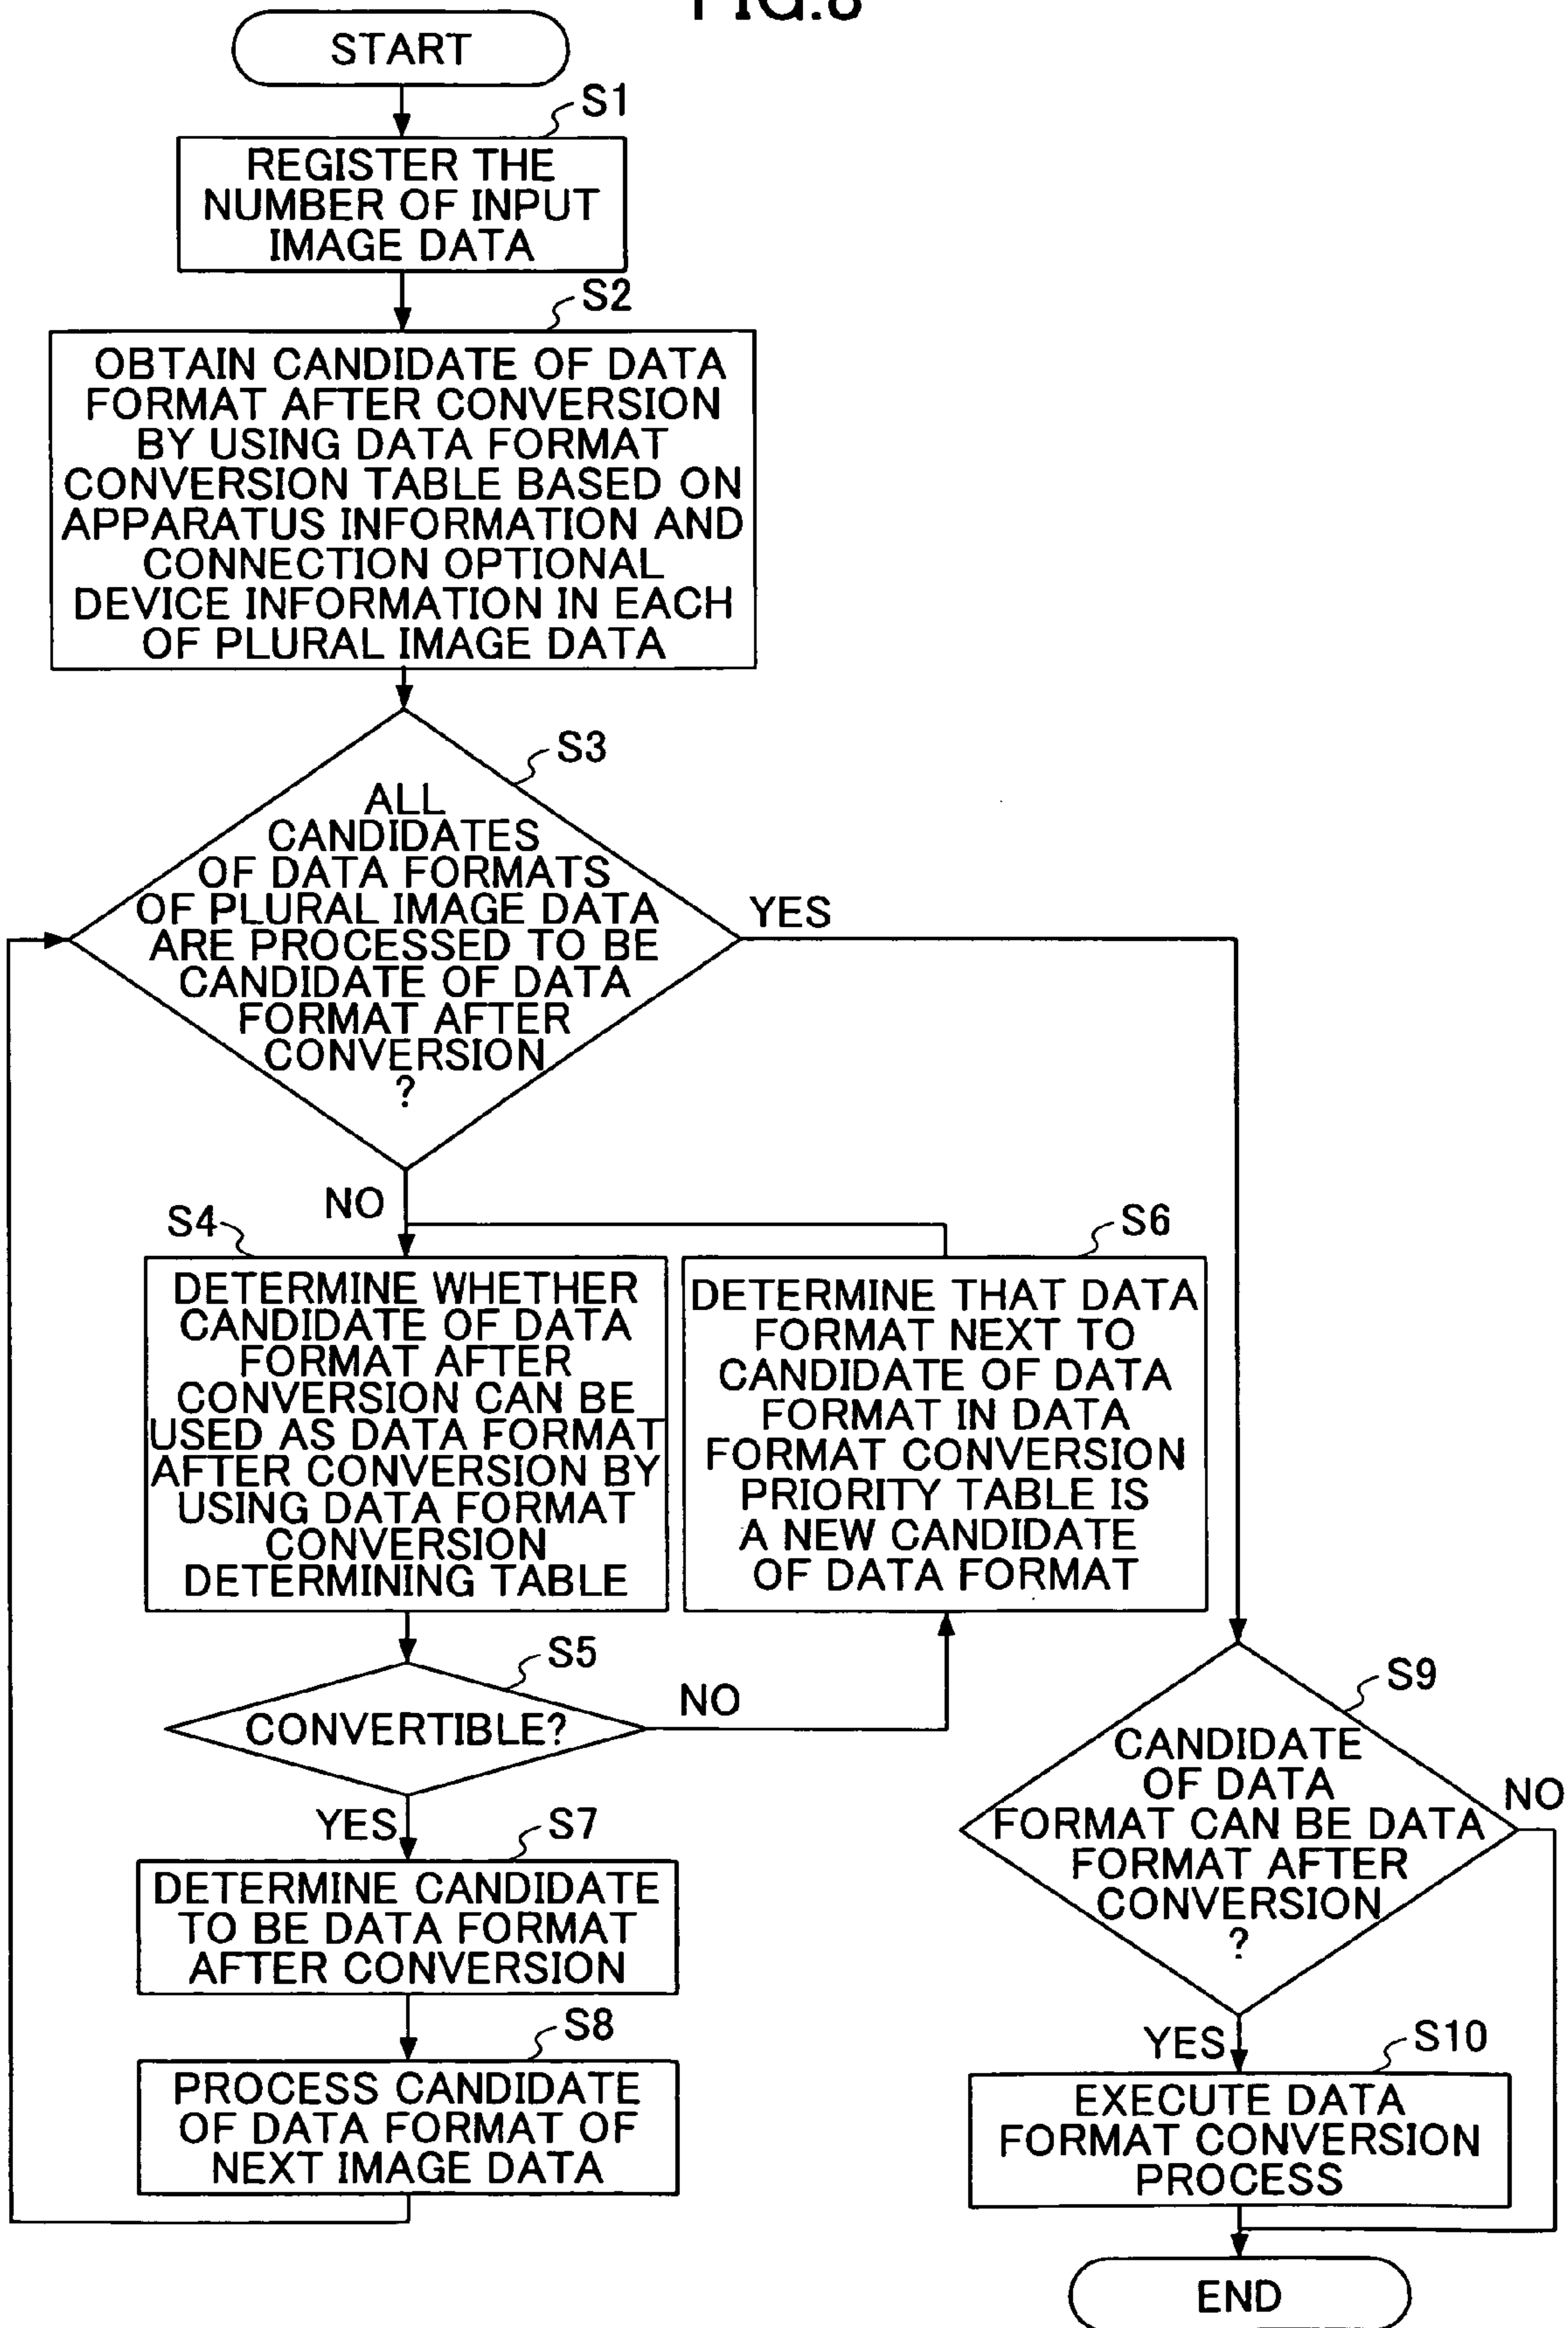 FIG.8
START
S1
REGISTER THE
NUMBER OF INPUT
IMAGE DATA
S2
OBTAIN CANDIDATE OF DATA
FORMAT AFTER CONVERSION
BY USING DATA FORMAT
CONVERSION TABLE BASED ON
APPARATUS INFORMATION AND
CONNECTION OPTIONAL
DEVICE INFORMATION IN EACH
OF PLURAL IMAGE DATA
S3
ALL
CANDIDATES
OF DATA FORMATS
OF PLURAL IMAGE DATA
ARE PROCESSED TO BE
CANDIDATE OF DATA
FORMAT AFTER
CONVERSION
?
YES
NO
S4
DETERMINE WHETHER
CANDIDATE OF DATA
FORMAT AFTER
CONVERSION CAN BE
USED AS DATA FORMAT
AFTER CONVERSION BY
USING DATA FORMAT
CONVERSION
DETERMINING TABLE
S6
DETERMINE THAT DATA
FORMAT NEXT TO
CANDIDATE OF DATA
FORMAT IN DATA
FORMAT CONVERSION
PRIORITY TABLE IS
A NEW CANDIDATE
OF DATA FORMAT
S5
CONVERTIBLE?
NO
YES
S7
DETERMINE CANDIDATE
TO BE DATA FORMAT
AFTER CONVERSION
S8
PROCESS CANDIDATE
OF DATA FORMAT OF
NEXT IMAGE DATA
S9
CANDIDATE
OF DATA
FORMAT CAN BE DATA
FORMAT AFTER
CONVERSION
?
NO
YES
S10
EXECUTE DATA
FORMAT CONVERSION
PROCESS
END